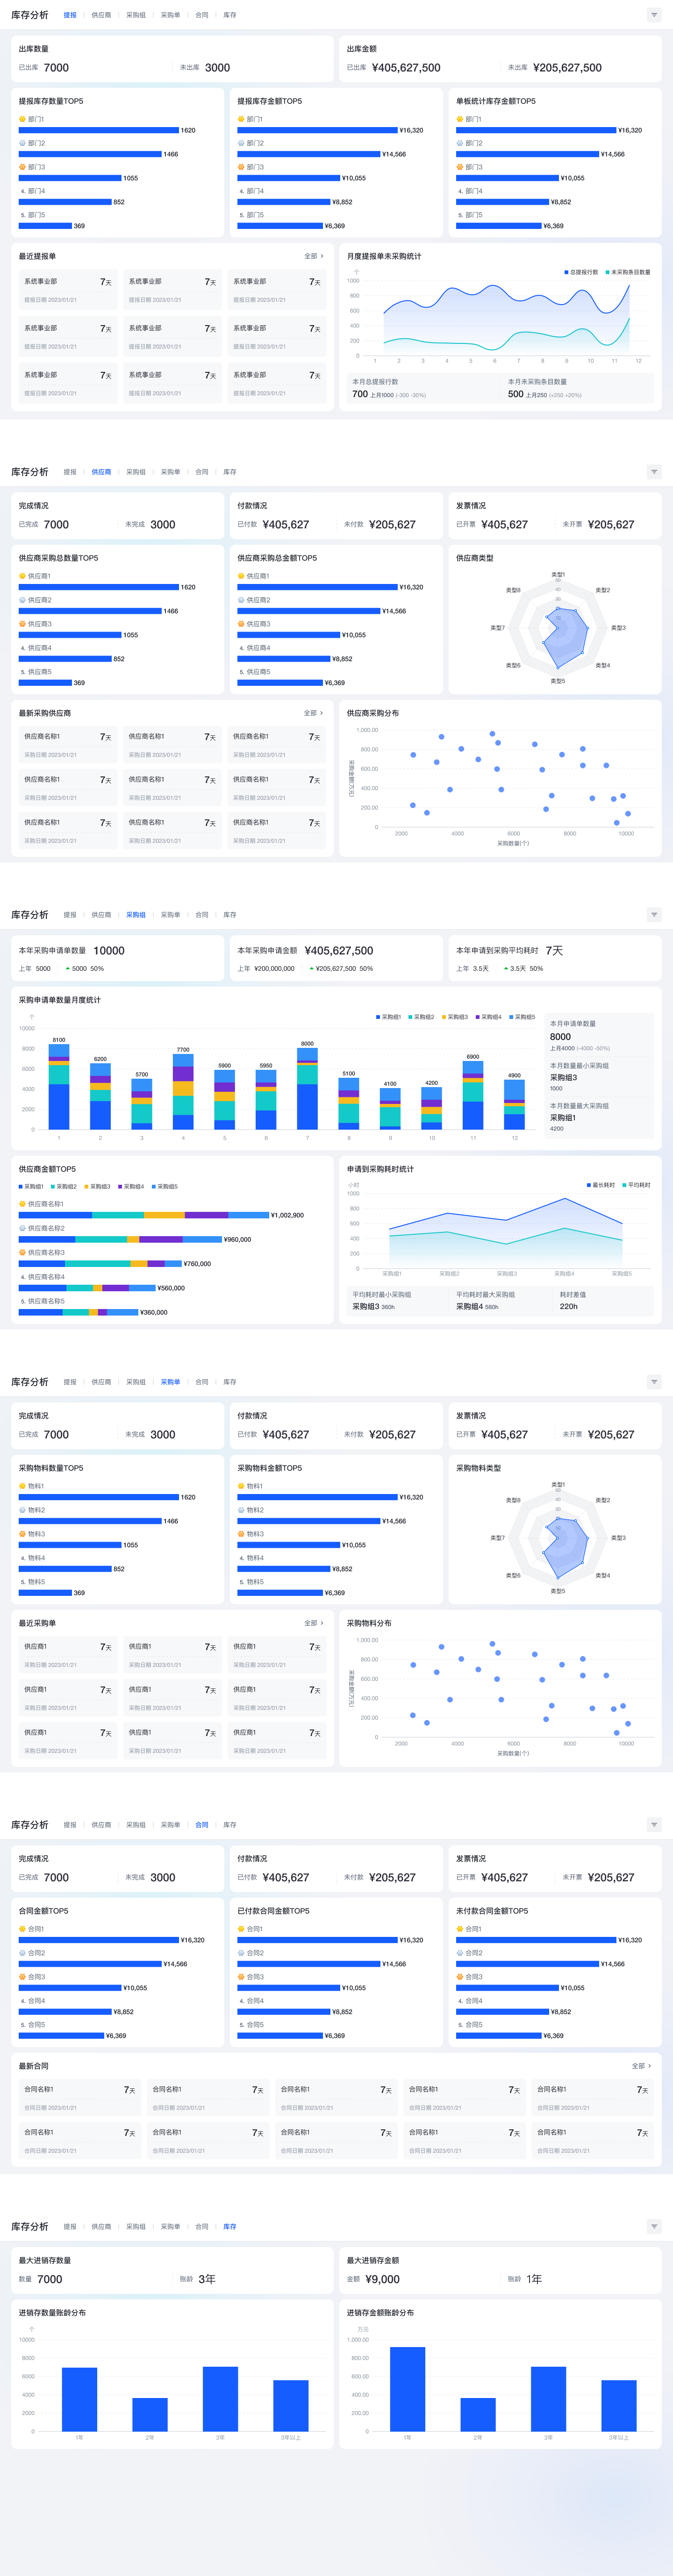 库存分析 提报 供应商 采购组 采购单 合同 库存
出库数量
已出库 7000 未出库 3000
出库金额
已出库 ¥405,627,500 未出库 ¥205,627,500
提报库存数量TOP5
部门1
1620
部门2
1466
部门3
1055
4. 部门4
852
5. 部门5
369
提报库存金额TOP5
部门1
¥16,320
部门2
¥14,566
部门3
¥10,055
4. 部门4
¥8,852
5. 部门5
¥6,369
单板统计库存金额TOP5
部门1
¥16,320
部门2
¥14,566
部门3
¥10,055
4. 部门4
¥8,852
5. 部门5
¥6,369
最近提报单 全部
系统事业部 7天 系统事业部 7天 系统事业部 7天
提报日期 2023/01/21 提报日期 2023/01/21 提报日期 2023/01/21
系统事业部 7天 系统事业部 7天 系统事业部 7天
提报日期 2023/01/21 提报日期 2023/01/21 提报日期 2023/01/21
系统事业部 7天 系统事业部 7天 系统事业部 7天
提报日期 2023/01/21 提报日期 2023/01/21 提报日期 2023/01/21
月度提报单未采购统计
个 总提报行数 未采购条目数量
1000
800
600
400
200
0
1 2 3 4 5 6 7 8 9 10 11 12
本月总提报行数 本月未采购条目数量
700 上月1000 (-300 -30%) 500 上月250 (+250 +20%)
库存分析 提报 供应商 采购组 采购单 合同 库存
完成情况
已完成 7000 未完成 3000
付款情况
已付款 ¥405,627 未付款 ¥205,627
发票情况
已开票 ¥405,627 未开票 ¥205,627
供应商采购总数量TOP5
供应商1
1620
供应商2
1466
供应商3
1055
4. 供应商4
852
5. 供应商5
369
供应商采购总金额TOP5
供应商1
¥16,320
供应商2
¥14,566
供应商3
¥10,055
4. 供应商4
¥8,852
5. 供应商5
¥6,369
供应商类型
类型1
类型8 类型2
类型7 类型3
类型6 类型4
类型5
最新采购供应商 全部
供应商名称1 7天 供应商名称1 7天 供应商名称1 7天
采购日期 2023/01/21 采购日期 2023/01/21 采购日期 2023/01/21
供应商名称1 7天 供应商名称1 7天 供应商名称1 7天
采购日期 2023/01/21 采购日期 2023/01/21 采购日期 2023/01/21
供应商名称1 7天 供应商名称1 7天 供应商名称1 7天
采购日期 2023/01/21 采购日期 2023/01/21 采购日期 2023/01/21
供应商采购分布
采购金额(万元)
1,000.00
800.00
600.00
400.00
200.00
0
2000 4000 6000 8000 10000
采购数量(个)
库存分析 提报 供应商 采购组 采购单 合同 库存
本年采购申请单数量 10000
上年 5000 5000 50%
本年采购申请金额 ¥405,627,500
上年 ¥200,000,000 ¥205,627,500 50%
本年申请到采购平均耗时 7天
上年 3.5天 3.5天 50%
采购申请单数量月度统计
个 采购组1 采购组2 采购组3 采购组4 采购组5
10000
8000
6000
4000
2000
0
8100 6200 5700 7700 5900 5950 8000 5100 4100 4200 6900 4900
1 2 3 4 5 6 7 8 9 10 11 12
本月申请单数量
8000
上月4000 (-4000 -50%)
本月数量最小采购组
采购组3
1000
本月数量最大采购组
采购组1
4200
供应商金额TOP5
采购组1 采购组2 采购组3 采购组4 采购组5
供应商名称1
¥1,002,900
供应商名称2
¥960,000
供应商名称3
¥760,000
4. 供应商名称4
¥560,000
5. 供应商名称5
¥360,000
申请到采购耗时统计
小时 最长耗时 平均耗时
1000
800
600
400
200
0
采购组1 采购组2 采购组3 采购组4 采购组5
平均耗时最小采购组 平均耗时最大采购组 耗时差值
采购组3 360h 采购组4 580h 220h
库存分析 提报 供应商 采购组 采购单 合同 库存
完成情况
已完成 7000 未完成 3000
付款情况
已付款 ¥405,627 未付款 ¥205,627
发票情况
已开票 ¥405,627 未开票 ¥205,627
采购物料数量TOP5
物料1
1620
物料2
1466
物料3
1055
4. 物料4
852
5. 物料5
369
采购物料金额TOP5
物料1
¥16,320
物料2
¥14,566
物料3
¥10,055
4. 物料4
¥8,852
5. 物料5
¥6,369
采购物料类型
类型1
类型8 类型2
类型7 类型3
类型6 类型4
类型5
最近采购单 全部
供应商1 7天 供应商1 7天 供应商1 7天
采购日期 2023/01/21 采购日期 2023/01/21 采购日期 2023/01/21
供应商1 7天 供应商1 7天 供应商1 7天
采购日期 2023/01/21 采购日期 2023/01/21 采购日期 2023/01/21
供应商1 7天 供应商1 7天 供应商1 7天
采购日期 2023/01/21 采购日期 2023/01/21 采购日期 2023/01/21
采购物料分布
采购金额(万元)
1,000.00
800.00
600.00
400.00
200.00
0
2000 4000 6000 8000 10000
采购数量(个)
库存分析 提报 供应商 采购组 采购单 合同 库存
完成情况
已完成 7000 未完成 3000
付款情况
已付款 ¥405,627 未付款 ¥205,627
发票情况
已开票 ¥405,627 未开票 ¥205,627
合同金额TOP5
合同1
¥16,320
合同2
¥14,566
合同3
¥10,055
4. 合同4
¥8,852
5. 合同5
¥6,369
已付款合同金额TOP5
合同1
¥16,320
合同2
¥14,566
合同3
¥10,055
4. 合同4
¥8,852
5. 合同5
¥6,369
未付款合同金额TOP5
合同1
¥16,320
合同2
¥14,566
合同3
¥10,055
4. 合同4
¥8,852
5. 合同5
¥6,369
最新合同 全部
合同名称1 7天 合同名称1 7天 合同名称1 7天 合同名称1 7天 合同名称1 7天
合同日期 2023/01/21 合同日期 2023/01/21 合同日期 2023/01/21 合同日期 2023/01/21 合同日期 2023/01/21
合同名称1 7天 合同名称1 7天 合同名称1 7天 合同名称1 7天 合同名称1 7天
合同日期 2023/01/21 合同日期 2023/01/21 合同日期 2023/01/21 合同日期 2023/01/21 合同日期 2023/01/21
库存分析 提报 供应商 采购组 采购单 合同 库存
最大进销存数量
数量 7000 账龄 3年
最大进销存金额
金额 ¥9,000 账龄 1年
进销存数量账龄分布
个
10000
8000
6000
4000
2000
0
1年 2年 3年 3年以上
进销存金额账龄分布
万元
1,000.00
800.00
600.00
400.00
200.00
0
1年 2年 3年 3年以上